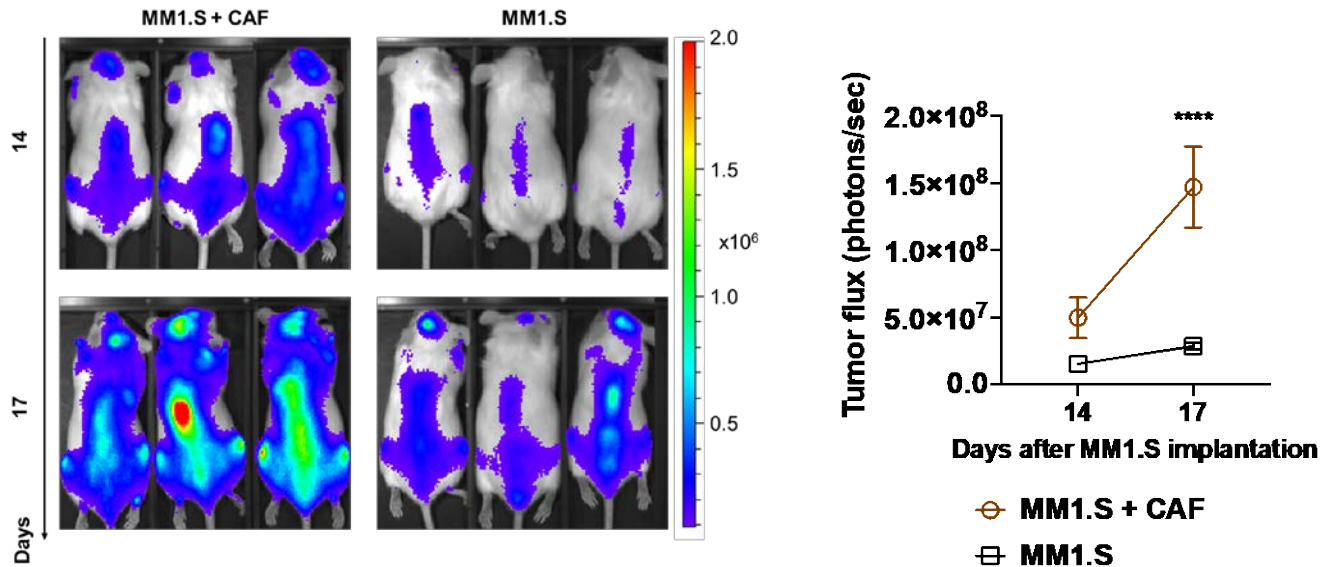 MM1.S + CAF
MM1.S
14
17
Days
2.0
1.5
x10⁶
1.0
0.5
Tumor flux (photons/sec)
2.0×10⁸
1.5×10⁸
1.0×10⁸
5.0×10⁷
0.0
****
14 17
Days after MM1.S implantation
MM1.S + CAF
MM1.S